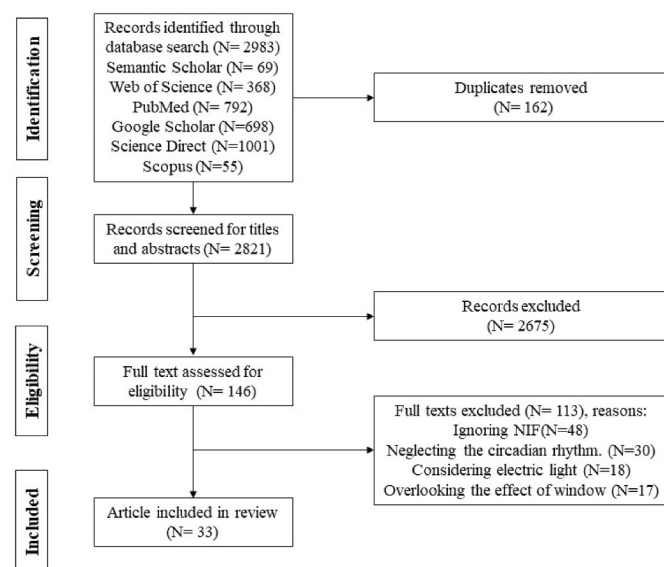 Identification
Records identified through
database search (N= 2983)
Semantic Scholar (N= 69)
Web of Science (N= 368)
PubMed (N= 792)
Google Scholar (N=698)
Science Direct (N=1001)
Scopus (N=55)
Duplicates removed
(N= 162)
Screening
Records screened for titles
and abstracts (N= 2821)
Records excluded
(N= 2675)
Eligibility
Full text assessed for
eligibility (N= 146)
Full texts excluded (N= 113), reasons:
Ignoring NIF(N=48)
Neglecting the circadian rhythm. (N=30)
Considering electric light (N=18)
Overlooking the effect of window (N=17)
Included
Article included in review
(N= 33)